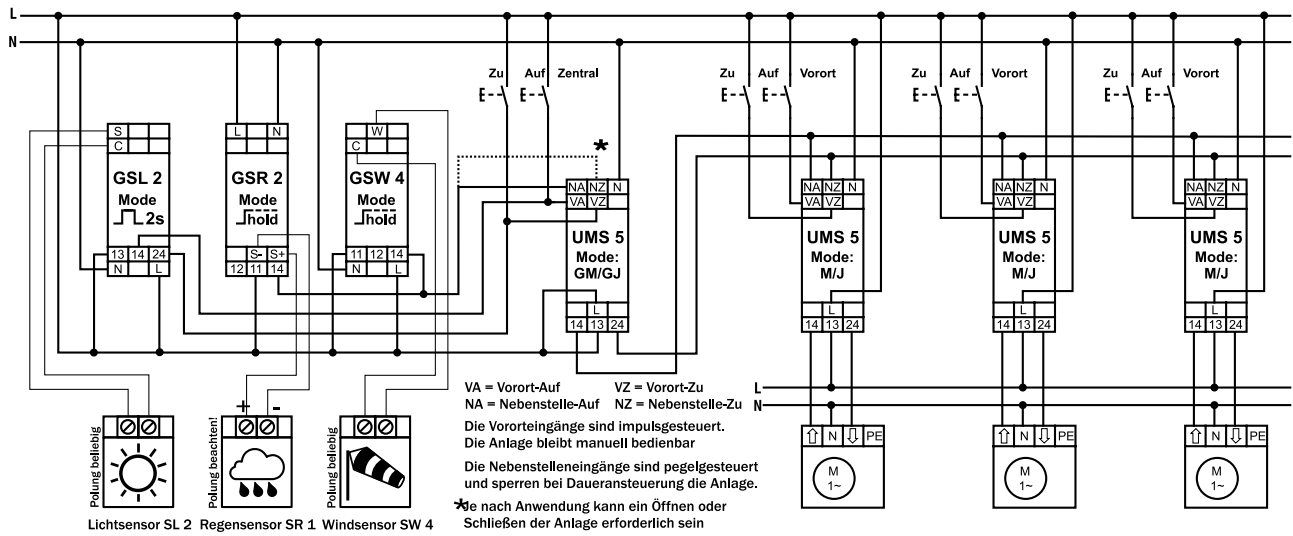 L
N
Zu Auf Zentral
Zu Auf Vorort
Zu Auf Vorort
Zu Auf Vorort
S
C
GSL 2
Mode
2s
13 14 24
N L
L N
GSR 2
Mode
hold
S- S+
12 11 14
W
C
GSW 4
Mode
hold
11 12 14
N L
*
NA NZ N
VA VZ
UMS 5
Mode:
GM/GJ
L
14 13 24
NA NZ N
VA VZ
UMS 5
Mode:
M/J
L
14 13 24
NA NZ N
VA VZ
UMS 5
Mode:
M/J
L
14 13 24
NA NZ N
VA VZ
UMS 5
Mode:
M/J
L
14 13 24
VA = Vorort-Auf VZ = Vorort-Zu
NA = Nebenstelle-Auf NZ = Nebenstelle-Zu
Die Vororteingänge sind impulsgesteuert.
Die Anlage bleibt manuell bedienbar
Die Nebenstelleneingänge sind pegelgesteuert
und sperren bei Daueransteuerung die Anlage.
*Je nach Anwendung kann ein Öffnen oder
Schließen der Anlage erforderlich sein
L
N
Polung beliebig
Lichtsensor SL 2
+ -
Polung beachten!
Regensensor SR 1
Polung beliebig
Windsensor SW 4
⇧ N ⇩ PE
M
1~
⇧ N ⇩ PE
M
1~
⇧ N ⇩ PE
M
1~